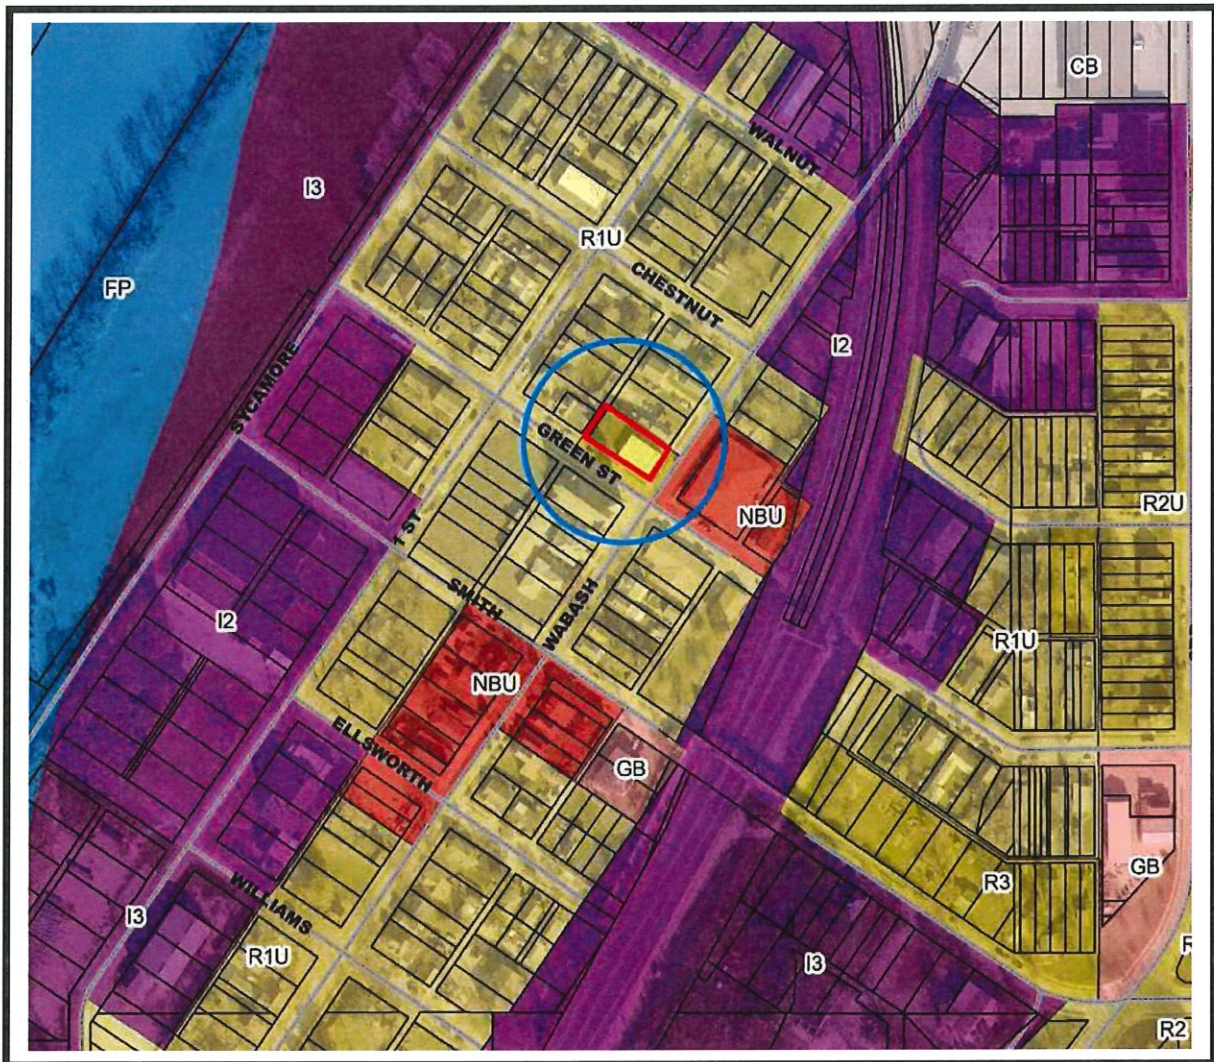 CB
WALNUT
I3
R1U
CHESTNUT
FP
I2
SYCAMORE
GREEN ST
R2U
NBU
ST
SMITH
WABASH
I2
R1U
NBU
ELLSWORTH
GB
GB
R3
WILLIAMS
I3
R1U
I3
R2